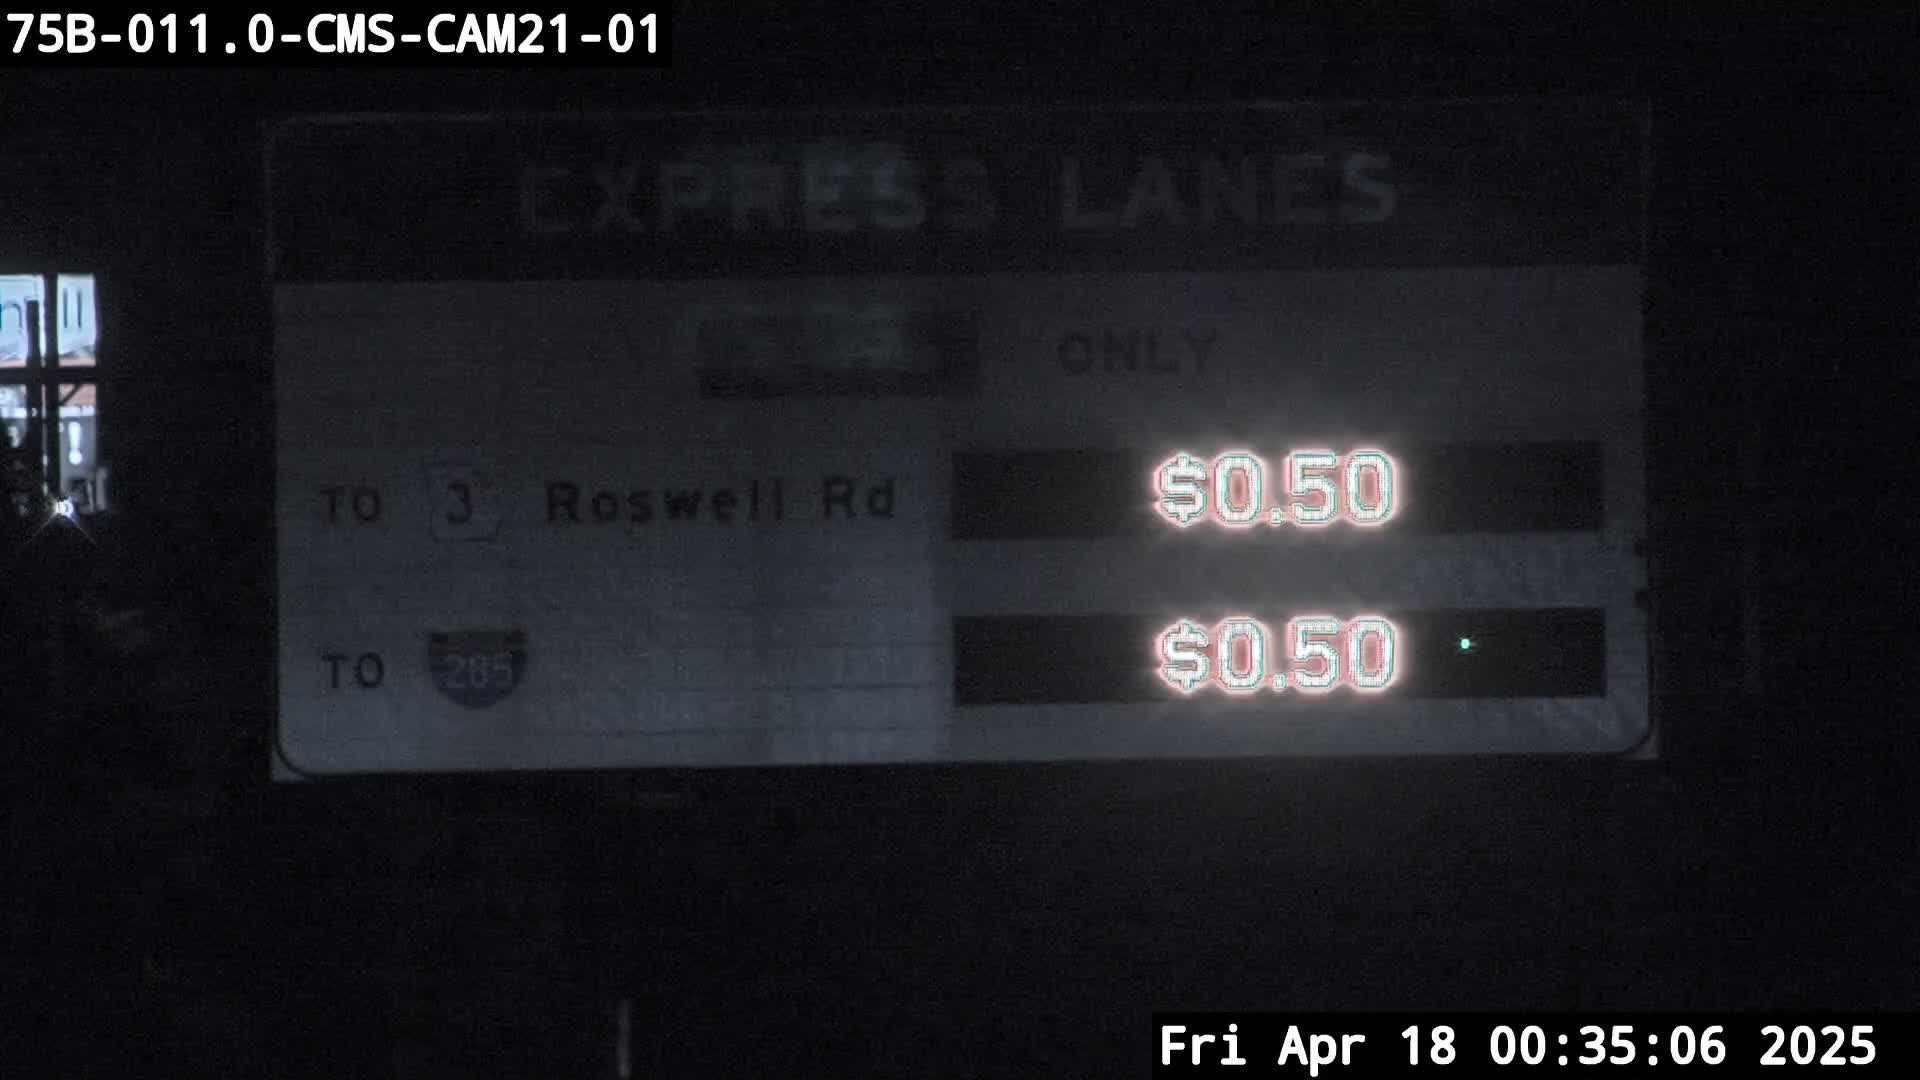 75B-011.0-CMS-CAM21-01
EXPRESS LANES
ONLY
TO 3 Roswell Rd $0.50
TO 285 $0.50
Fri Apr 18 00:35:06 2025